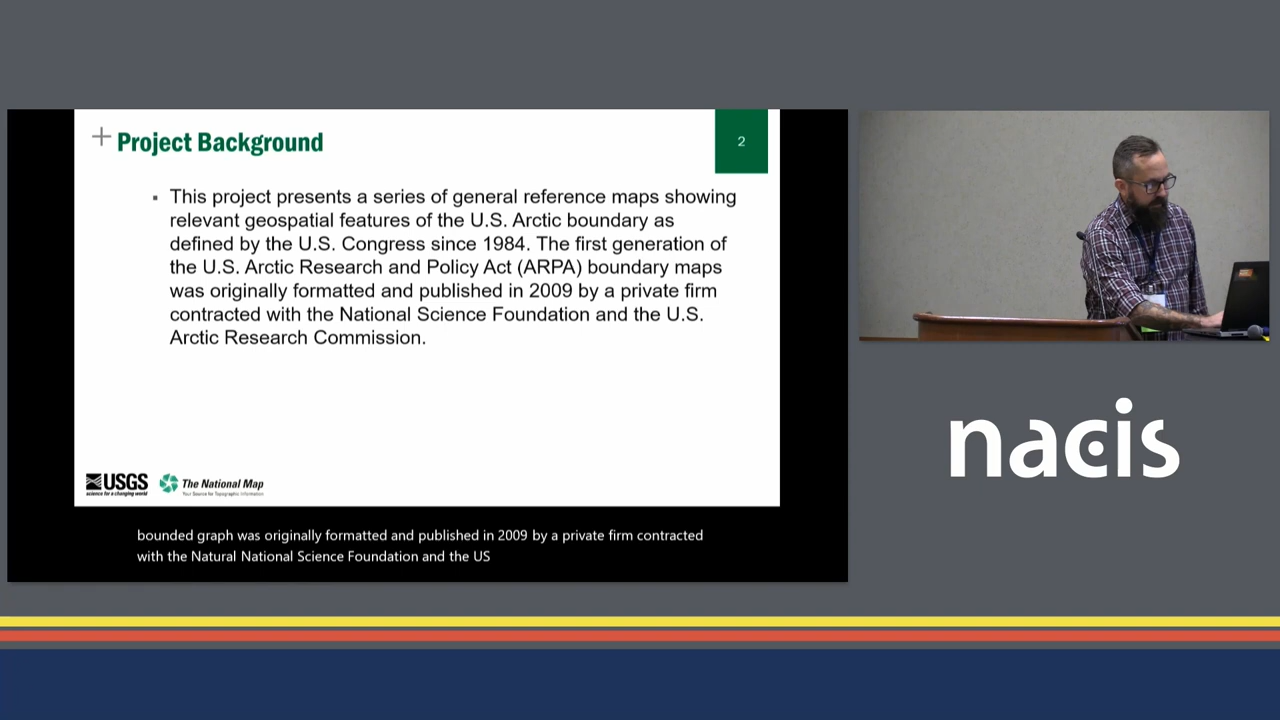 Project Background
2
▪ This project presents a series of general reference maps showing
relevant geospatial features of the U.S. Arctic boundary as
defined by the U.S. Congress since 1984. The first generation of
the U.S. Arctic Research and Policy Act (ARPA) boundary maps
was originally formatted and published in 2009 by a private firm
contracted with the National Science Foundation and the U.S.
Arctic Research Commission.
USGS
science for a changing world
The National Map
Your Source for Topographic Information
bounded graph was originally formatted and published in 2009 by a private firm contracted
with the Natural National Science Foundation and the US
nacis